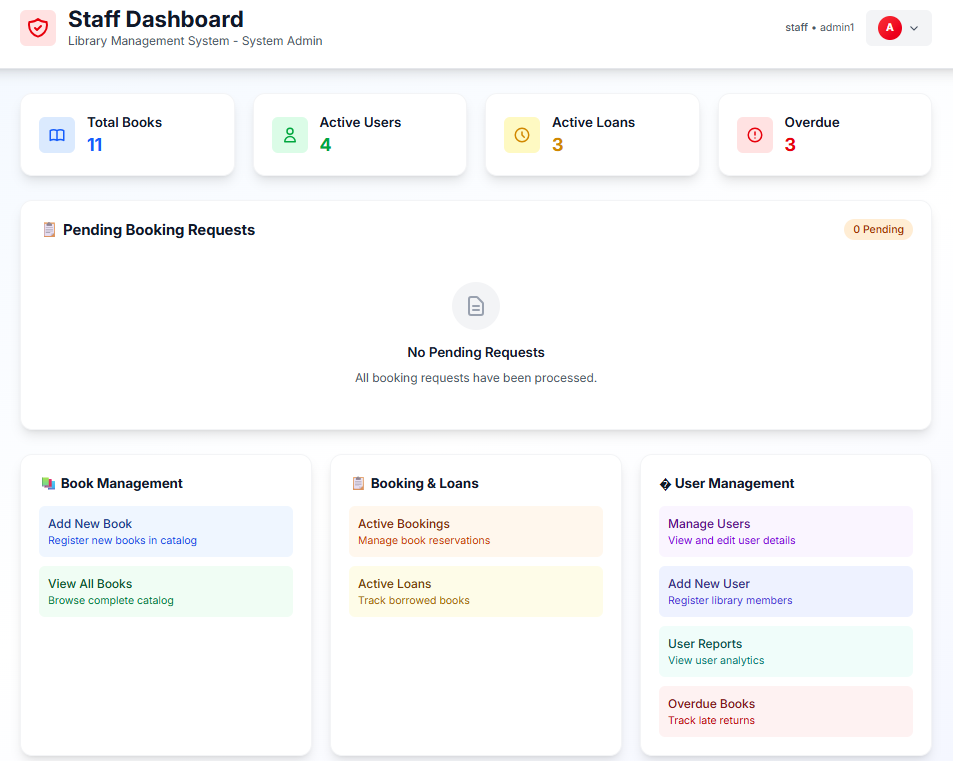 Staff Dashboard
Library Management System - System Admin
staff • admin1
A
Total Books
11
Active Users
4
Active Loans
3
Overdue
3
📋 Pending Booking Requests
0 Pending
No Pending Requests
All booking requests have been processed.
📚 Book Management
Add New Book
Register new books in catalog
View All Books
Browse complete catalog
📋 Booking & Loans
Active Bookings
Manage book reservations
Active Loans
Track borrowed books
� User Management
Manage Users
View and edit user details
Add New User
Register library members
User Reports
View user analytics
Overdue Books
Track late returns